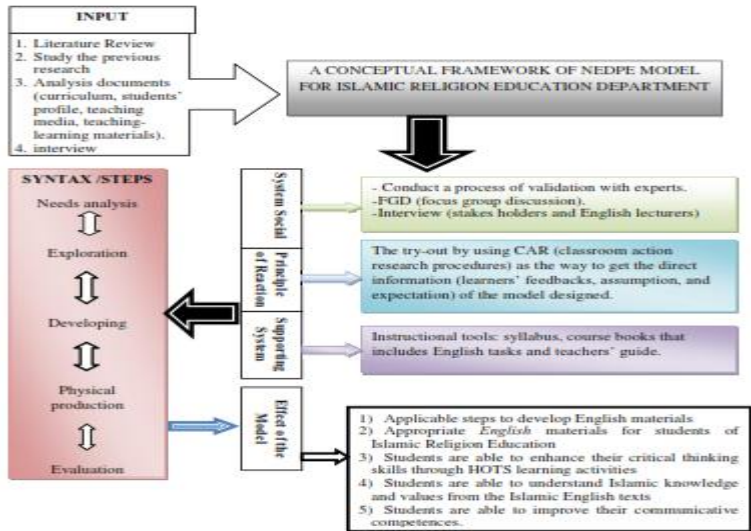 INPUT
1. Literature Review
2. Study the previous
research
3. Analysis documents
(curriculum, students'
profile, teaching
media, teaching-
learning materials).
4. interview
A CONCEPTUAL FRAMEWORK OF NEDPE MODEL
FOR ISLAMIC RELIGION EDUCATION DEPARTMENT
SYNTAX /STEPS
Needs analysis
Exploration
Developing
Physical
production
Evaluation
System Social
Principle
of Reaction
Supporting
System
Effect of the
Model
- Conduct a process of validation with experts.
-FGD (focus group discussion).
-Interview (stakes holders and English lecturers)
The try-out by using CAR (classroom action
research procedures) as the way to get the direct
information (learners' feedbacks, assumption, and
expectation) of the model designed.
Instructional tools: syllabus, course books that
includes English tasks and teachers' guide.
1) Applicable steps to develop English materials
2) Appropriate English materials for students of
Islamic Religion Education
3) Students are able to enhance their critical thinking
skills through HOTS learning activities
4) Students are able to understand Islamic knowledge
and values from the Islamic English texts
5) Students are able to improve their communicative
competences.